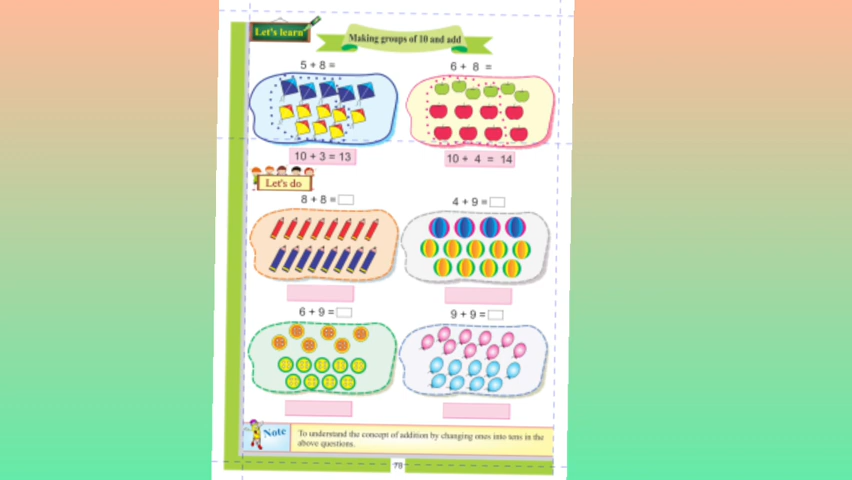 Let's learn
Making groups of 10 and add
5 + 8 =
6 + 8 =
10 + 3 = 13
10 + 4 = 14
Let's do
8 + 8 =
4 + 9 =
6 + 9 =
9 + 9 =
Note
To understand the concept of addition by changing ones into tens in the
above questions.
70